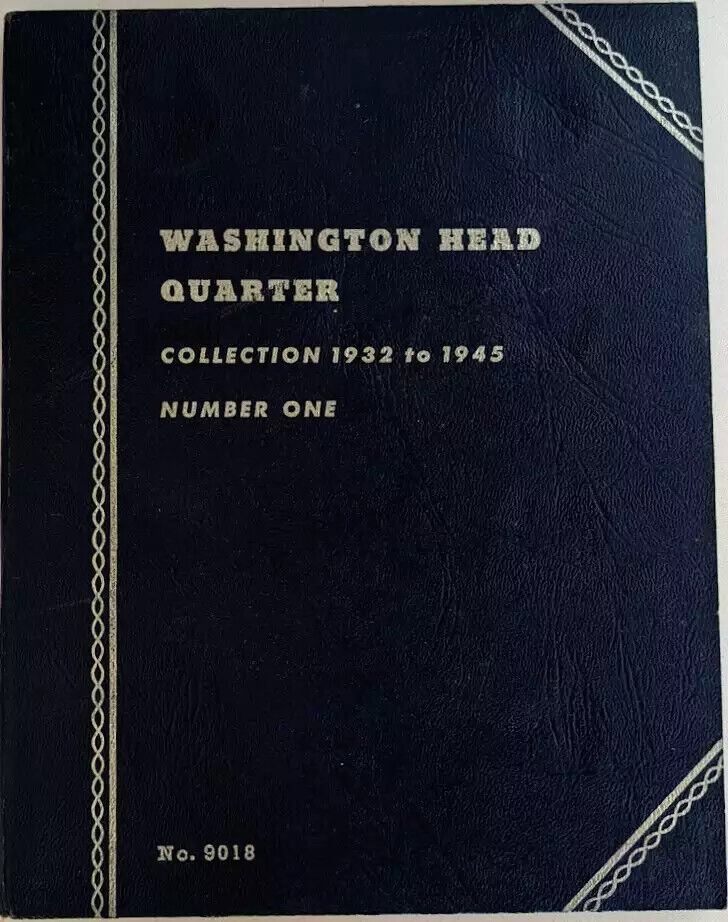 WASHINGTON HEAD
QUARTER
COLLECTION 1932 to 1945
NUMBER ONE
No. 9018